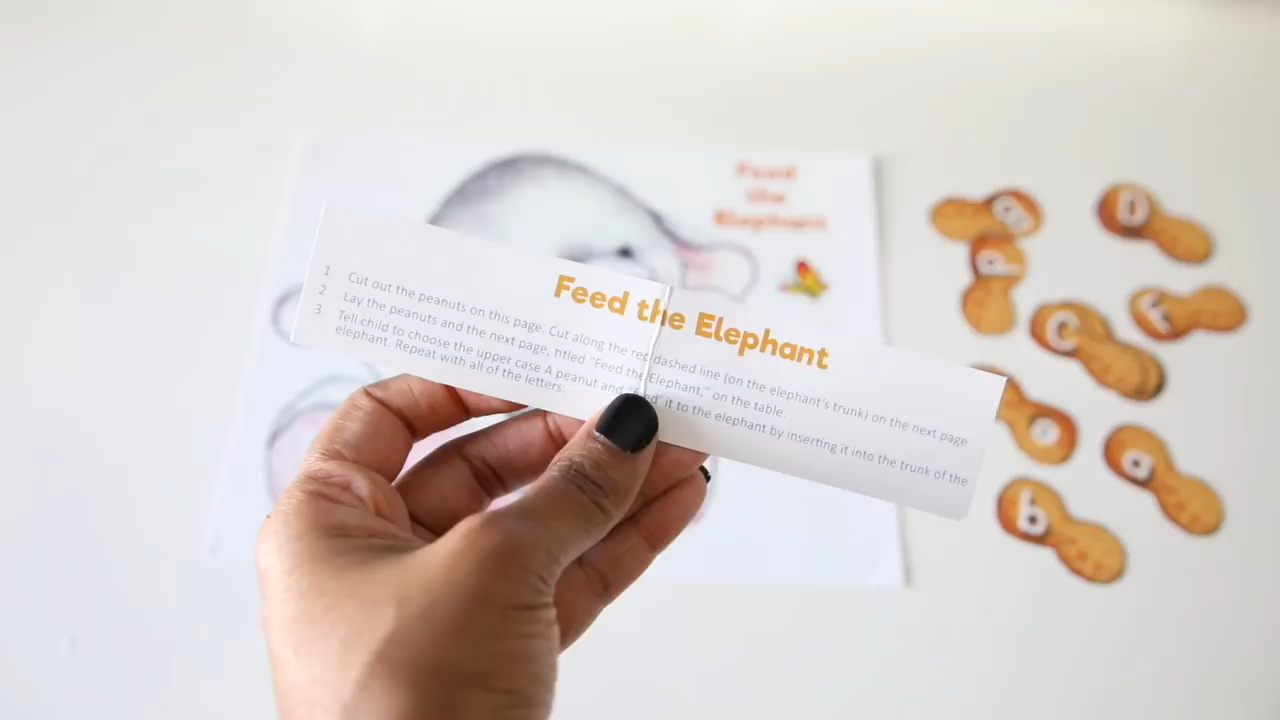 Feed
the
Elephant
Feed the Elephant
1. Cut out the peanuts on this page. Cut along the red dashed line (on the elephant's trunk) on the next page
2. Lay the peanuts and the next page, titled "Feed the Elephant," on the table.
3. Tell child to choose the upper case A peanut and "feed' it to the elephant by inserting it into the trunk of the
elephant. Repeat with all of the letters.
C
a
b